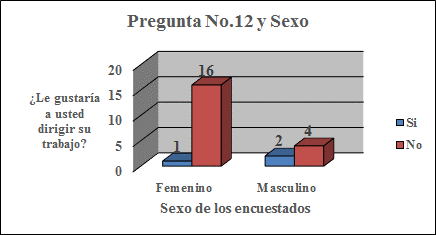 Pregunta No.12 y Sexo
¿Le gustaría
a usted
dirigir su
trabajo?
20
15
10
5
0
1
16
2
4
Femenino
Masculino
Sexo de los encuestados
Si
No